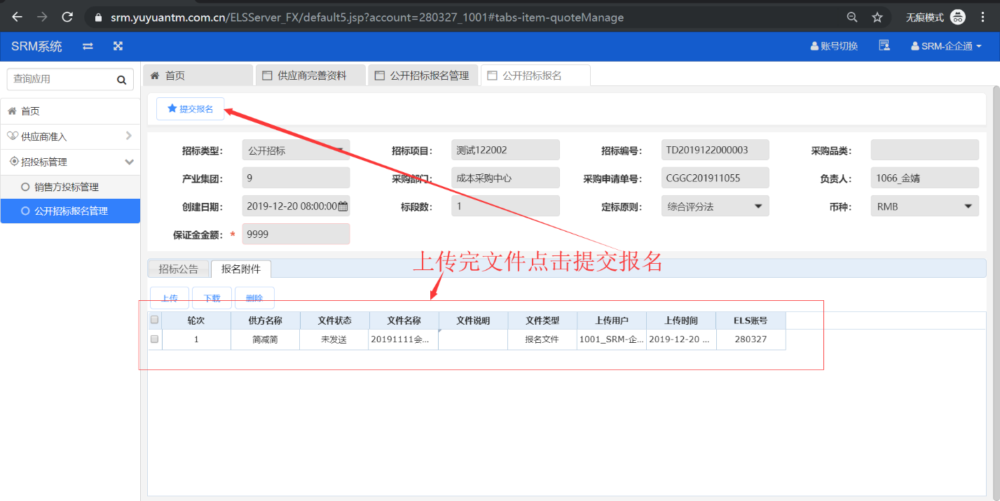 srm.yuyuantm.com.cn/ELSServer_FX/default5.jsp?account=280327_1001#tabs-item-quoteManage 无痕模式
SRM系统 账号切换 SRM-企企通
查询应用
首页 供应商完善资料 公开招标报名管理 公开招标报名
首页
供应商准入
招投标管理
销售方投标管理
公开招标报名管理
提交报名
招标类型: 公开招标 招标项目: 测试122002 招标编号: TD2019122000003 采购品类:
产业集团: 9 采购部门: 成本采购中心 采购申请单号: CGGC201911055 负责人: 1066_金婧
创建日期: 2019-12-20 08:00:00 标段数: 1 定标原则: 综合评分法 币种: RMB
保证金金额: * 9999
上传完文件点击提交报名
招标公告 报名附件
上传 下载 删除
轮次 供方名称 文件状态 文件名称 文件说明 文件类型 上传用户 上传时间 ELS账号
1 简减简 未发送 20191111会... 报名文件 1001_SRM-企... 2019-12-20 ... 280327